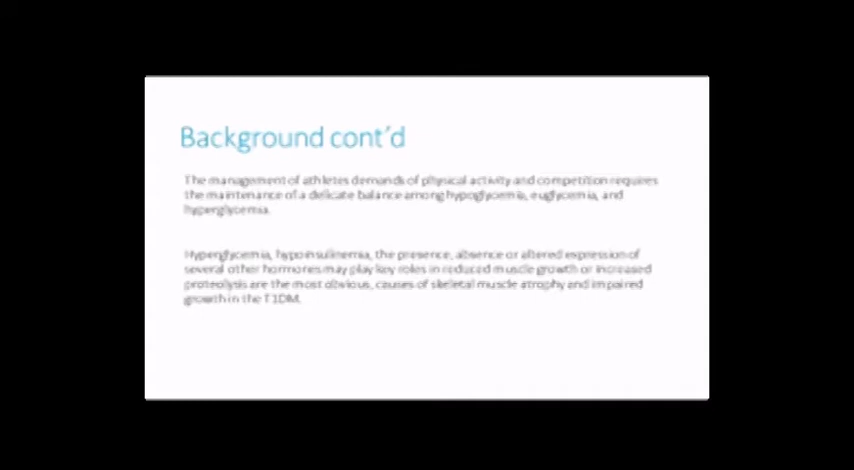 Background cont'd
The management of athletes demands of physical activity and competition requires
the maintenance of a delicate balance among hypoglycemia, euglycemia, and
hyperglycemia.
Hyperglycemia, hypoinsulinemia, the presence, absence or altered expression of
several other hormones may play key roles in reduced muscle growth or increased
proteolysis are the most obvious, causes of skeletal muscle atrophy and impaired
growth in the T1DM.